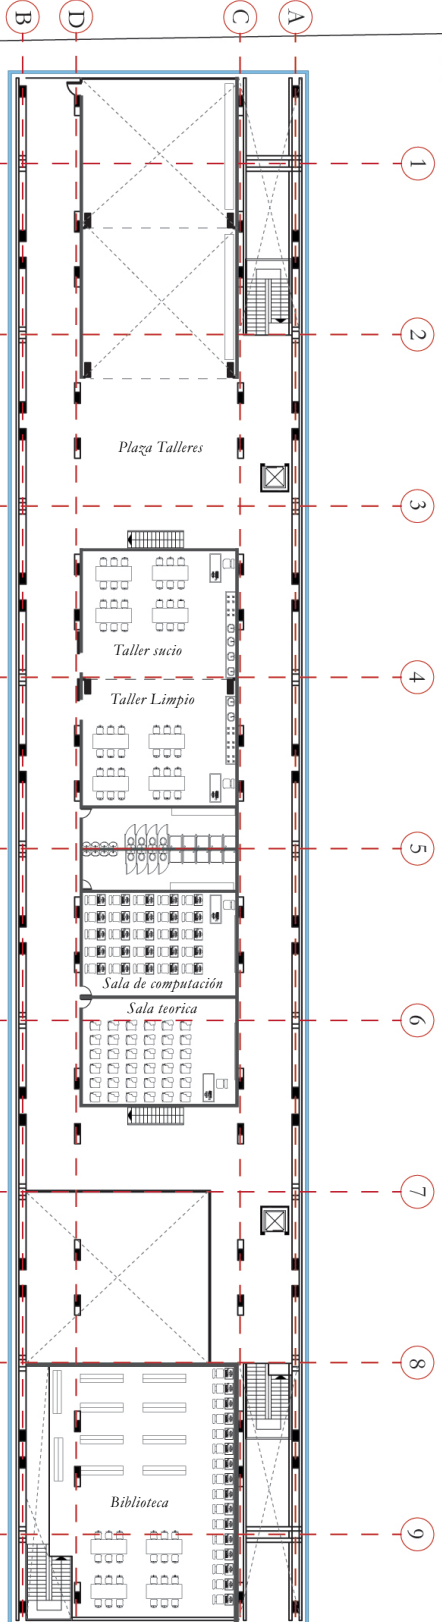 B
D
C
A
1
2
Plaza Talleres
3
Taller sucio
4
Taller Limpio
5
Sala de computación
Sala teorica
6
7
8
Biblioteca
9